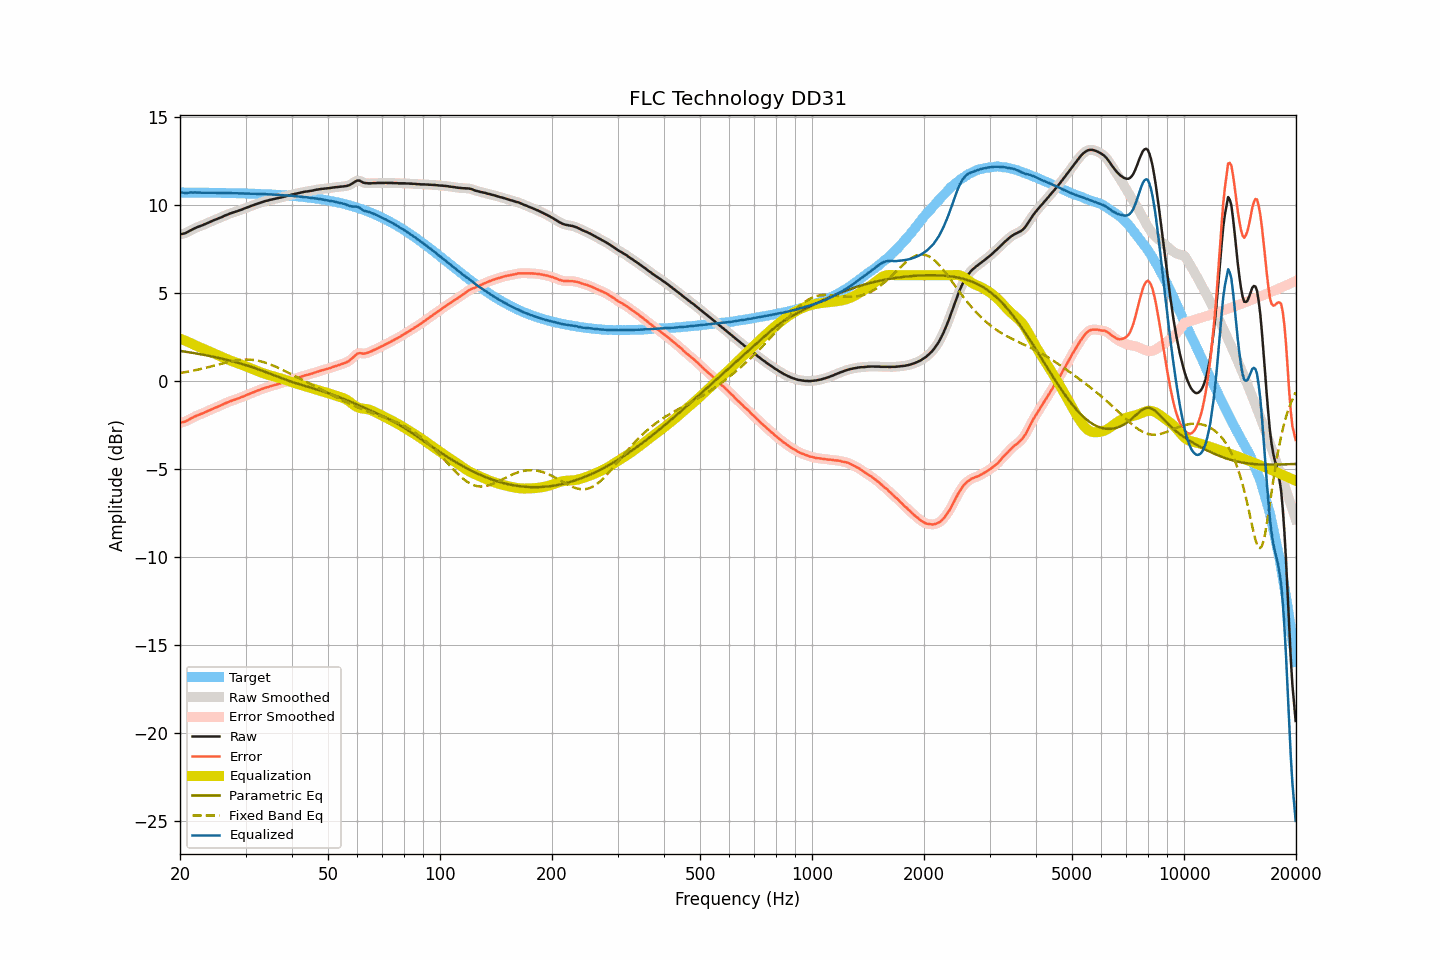 FLC Technology DD31
15
10
5
0
−5
−10
−15
−20
−25
Amplitude (dBr)
Target
Raw Smoothed
Error Smoothed
Raw
Error
Equalization
Parametric Eq
Fixed Band Eq
Equalized
20 50 100 200 500 1000 2000 5000 10000 20000
Frequency (Hz)